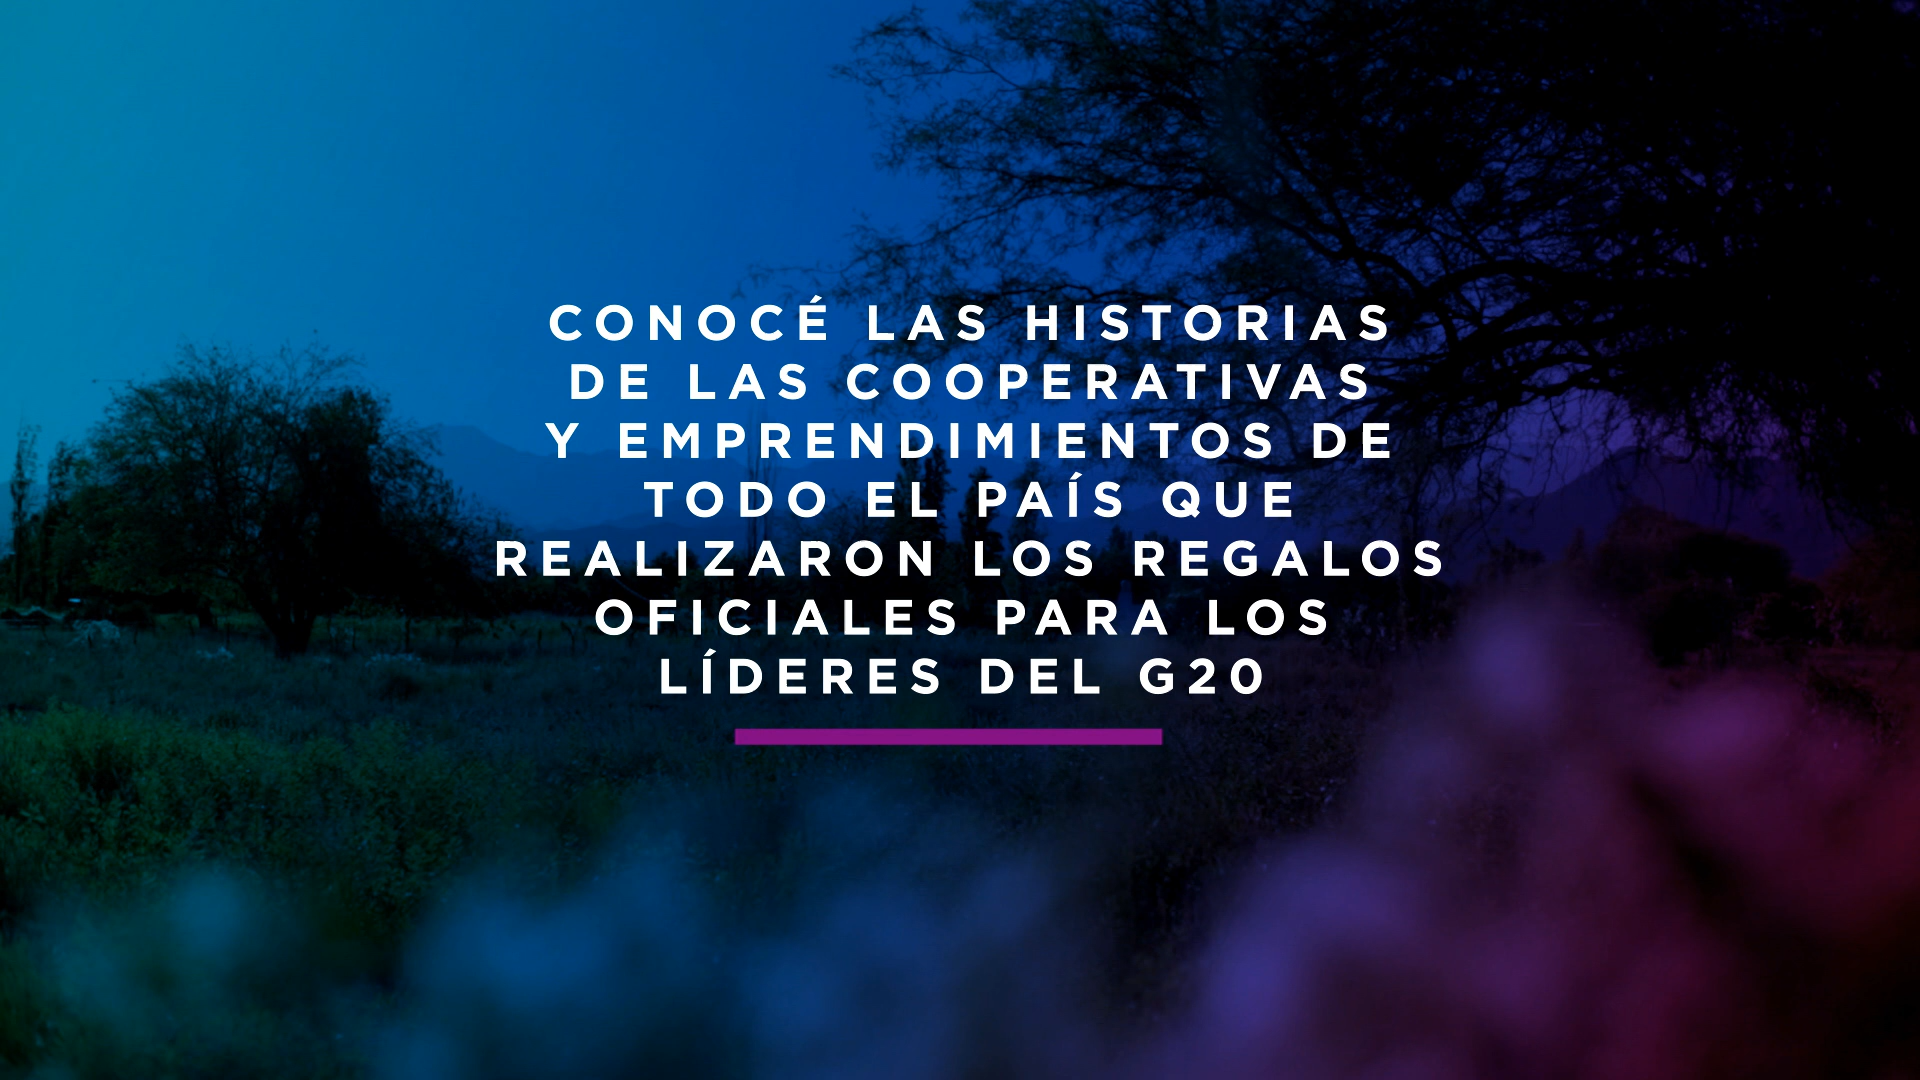 CONOCÉ LAS HISTORIAS
DE LAS COOPERATIVAS
Y EMPRENDIMIENTOS DE
TODO EL PAÍS QUE
REALIZARON LOS REGALOS
OFICIALES PARA LOS
LÍDERES DEL G20